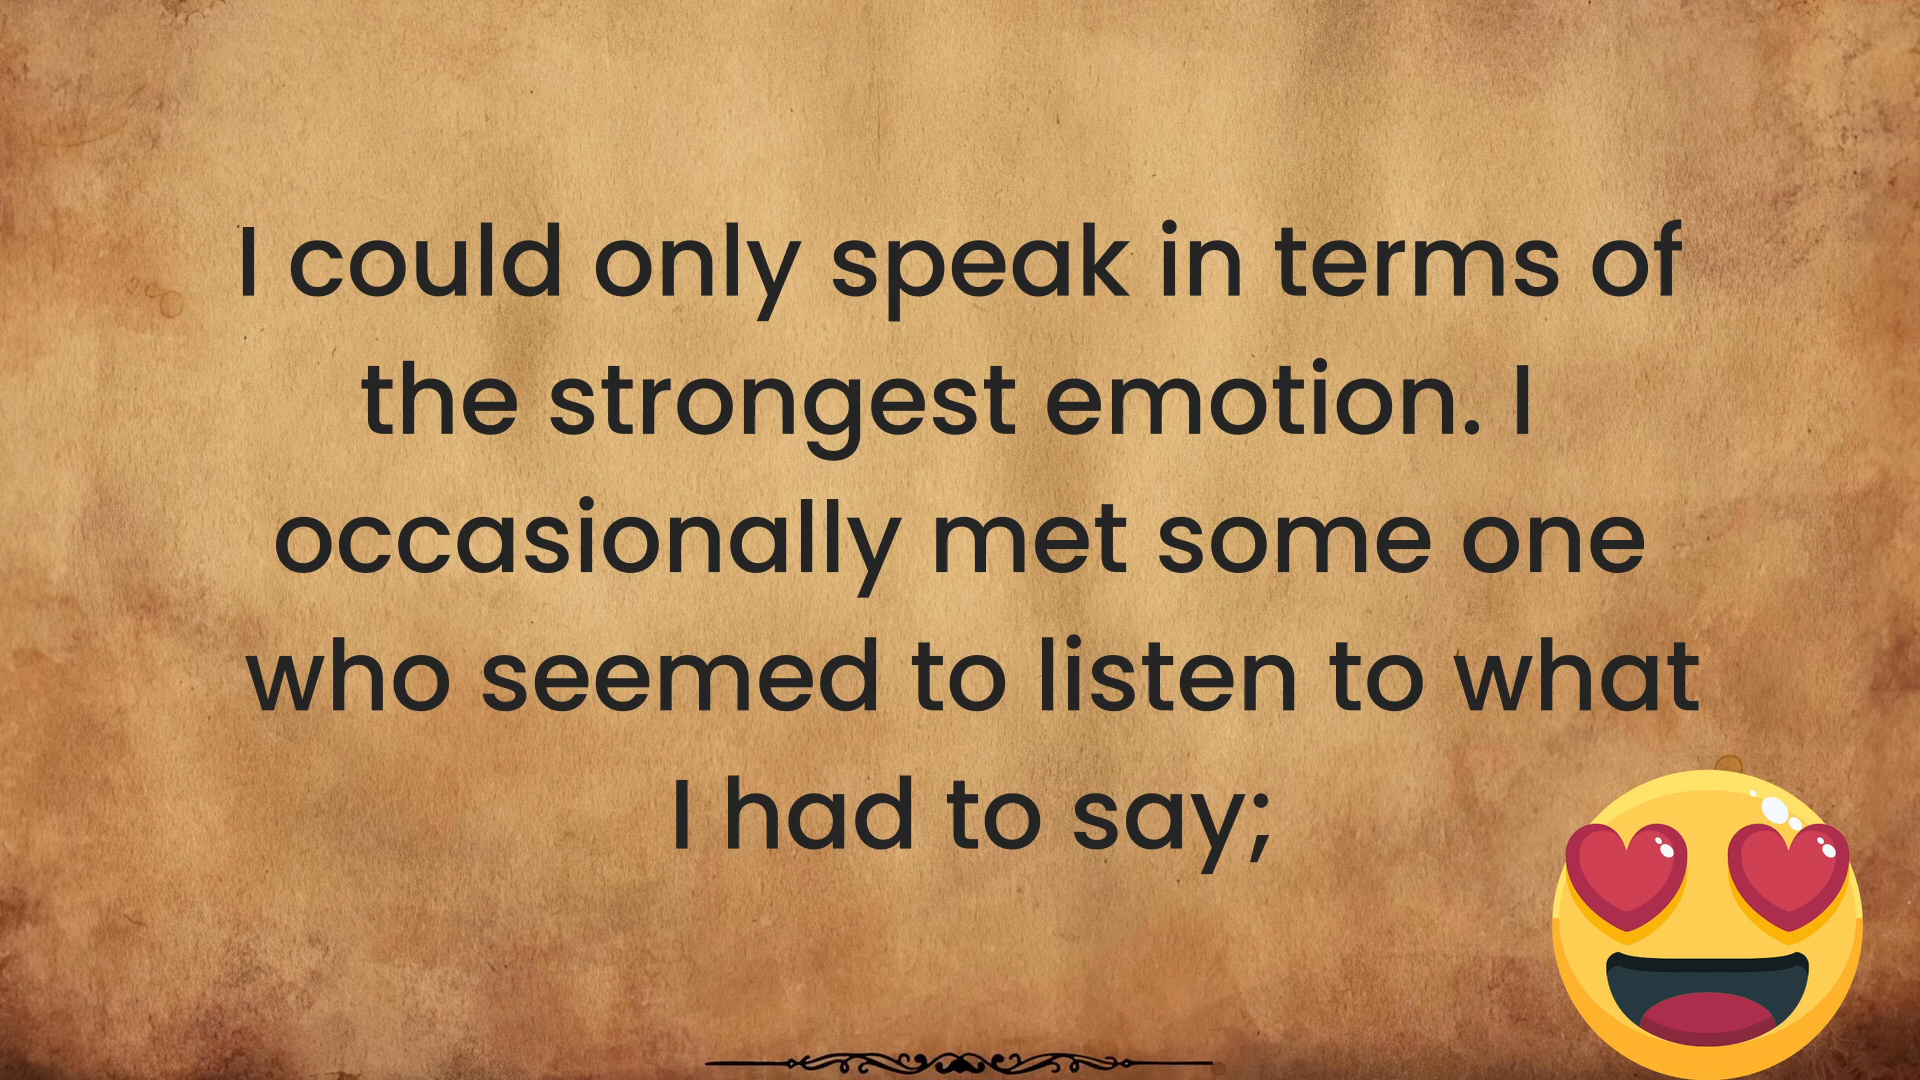 I could only speak in terms of
the strongest emotion. I
occasionally met some one
who seemed to listen to what
I had to say;